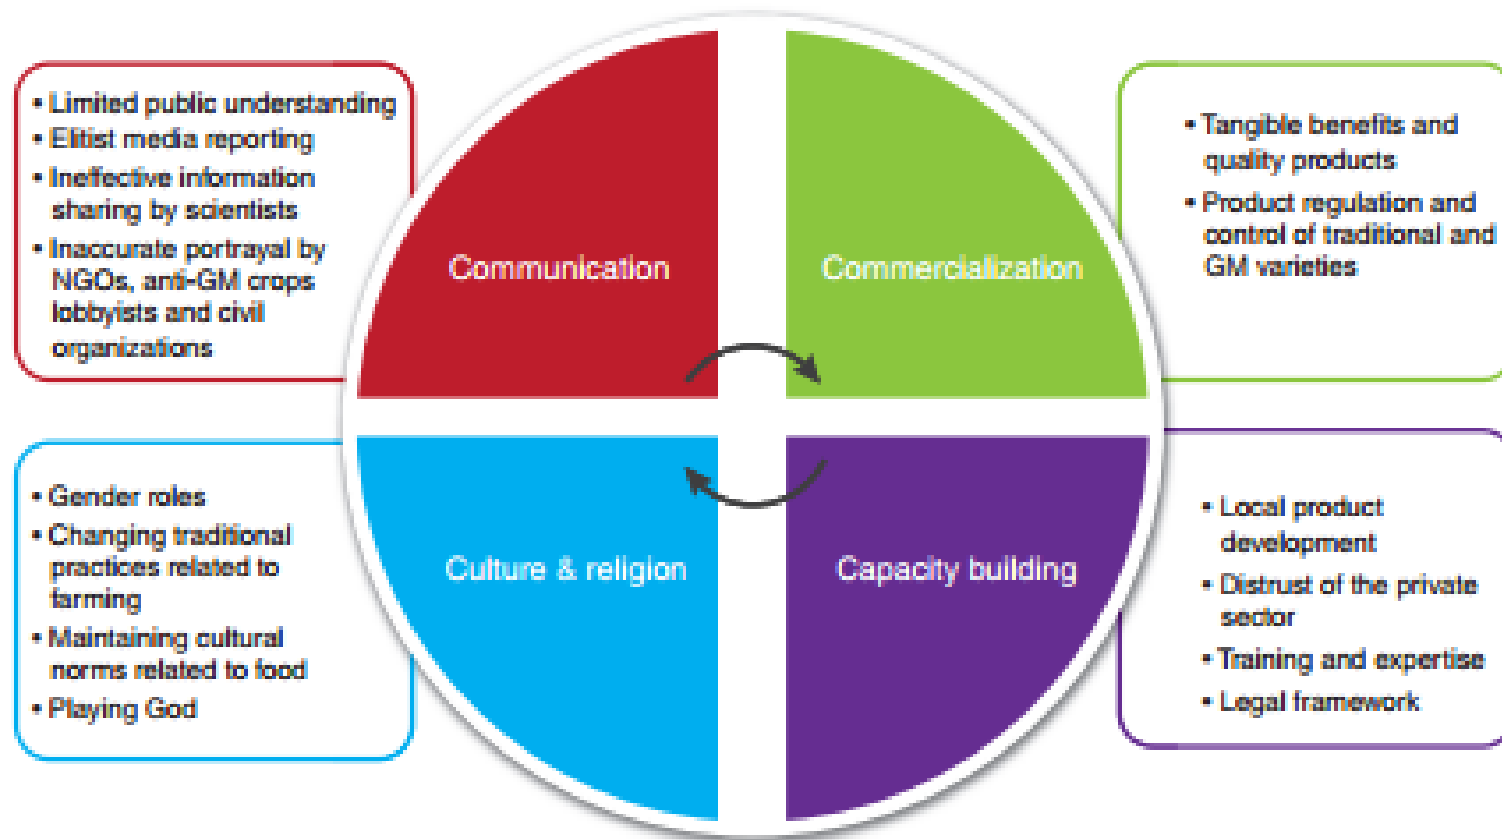 • Limited public understanding
• Elitist media reporting
• Ineffective information
sharing by scientists
• Inaccurate portrayal by
NGOs, anti-GM crops
lobbyists and civil
organizations
Communication
Commercialization
• Tangible benefits and
quality products
• Product regulation and
control of traditional and
GM varieties
• Gender roles
• Changing traditional
practices related to
farming
• Maintaining cultural
norms related to food
• Playing God
Culture & religion
Capacity building
• Local product
development
• Distrust of the private
sector
• Training and expertise
• Legal framework